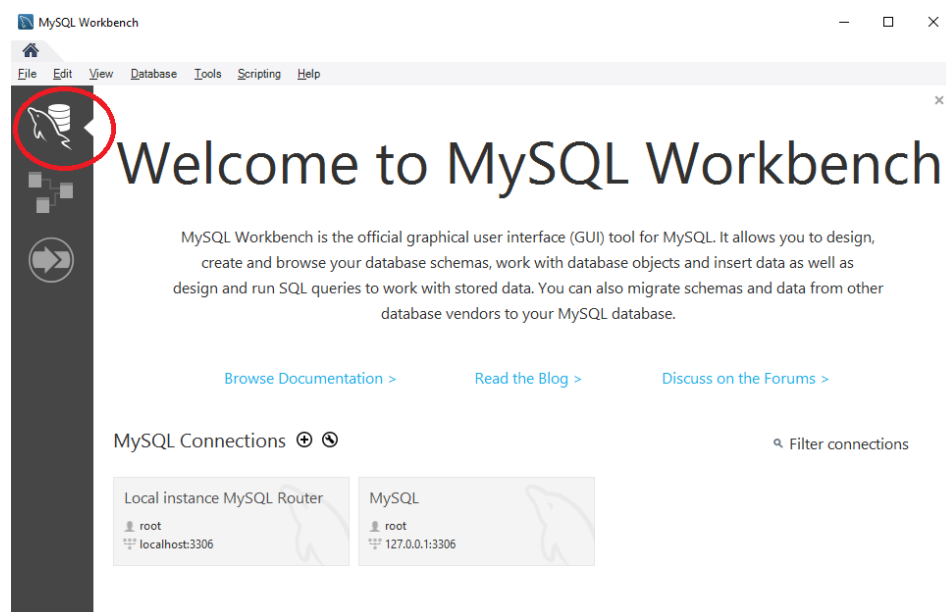 MySQL Workbench
File Edit View Database Tools Scripting Help
Welcome to MySQL Workbench
MySQL Workbench is the official graphical user interface (GUI) tool for MySQL. It allows you to design,
create and browse your database schemas, work with database objects and insert data as well as
design and run SQL queries to work with stored data. You can also migrate schemas and data from other
database vendors to your MySQL database.
Browse Documentation > Read the Blog > Discuss on the Forums >
MySQL Connections
Filter connections
Local instance MySQL Router
root
localhost:3306
MySQL
root
127.0.0.1:3306